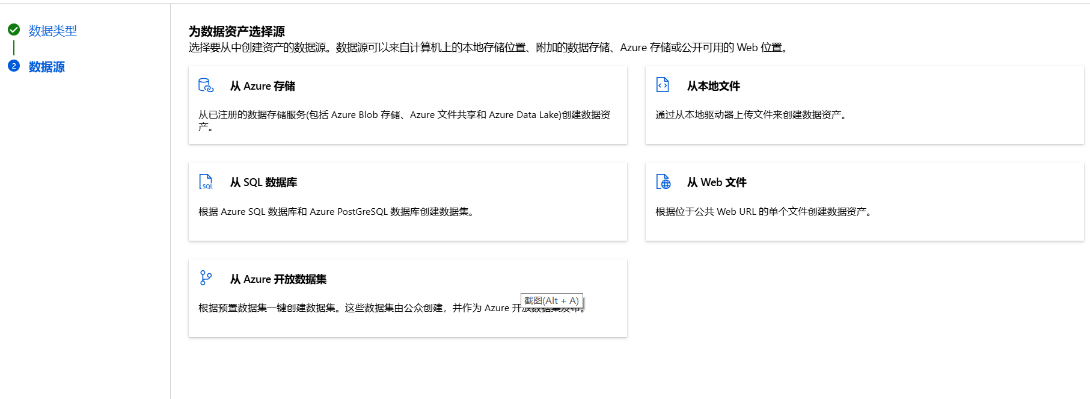 数据类型
2 数据源
为数据资产选择源
选择要从中创建资产的数据源。数据源可以来自计算机上的本地存储位置、附加的数据存储、Azure 存储或公开可用的 Web 位置。
从 Azure 存储
从已注册的数据存储服务(包括 Azure Blob 存储、Azure 文件共享和 Azure Data Lake)创建数据资
产。
从本地文件
通过从本地驱动器上传文件来创建数据资产。
SQL
从 SQL 数据库
根据 Azure SQL 数据库和 Azure PostGreSQL 数据库创建数据集。
从 Web 文件
根据位于公共 Web URL 的单个文件创建数据资产。
从 Azure 开放数据集
截图(Alt + A)
根据预置数据集一键创建数据集。这些数据集由公众创建，并作为 Azure 开放数据集发布。